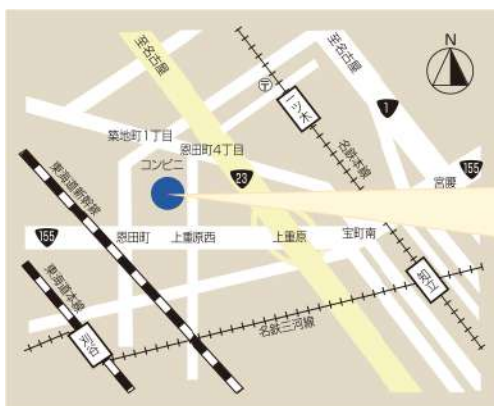 至名古屋
N
至名古屋
一ツ木
〒
1
名鉄本線
築地町1丁目
恩田町4丁目
コンビニ
東海道新幹線
23
155
宮腰
155
恩田町
上重原西
上重原
宝町南
東海道本線
知立
名鉄三河線
刈谷